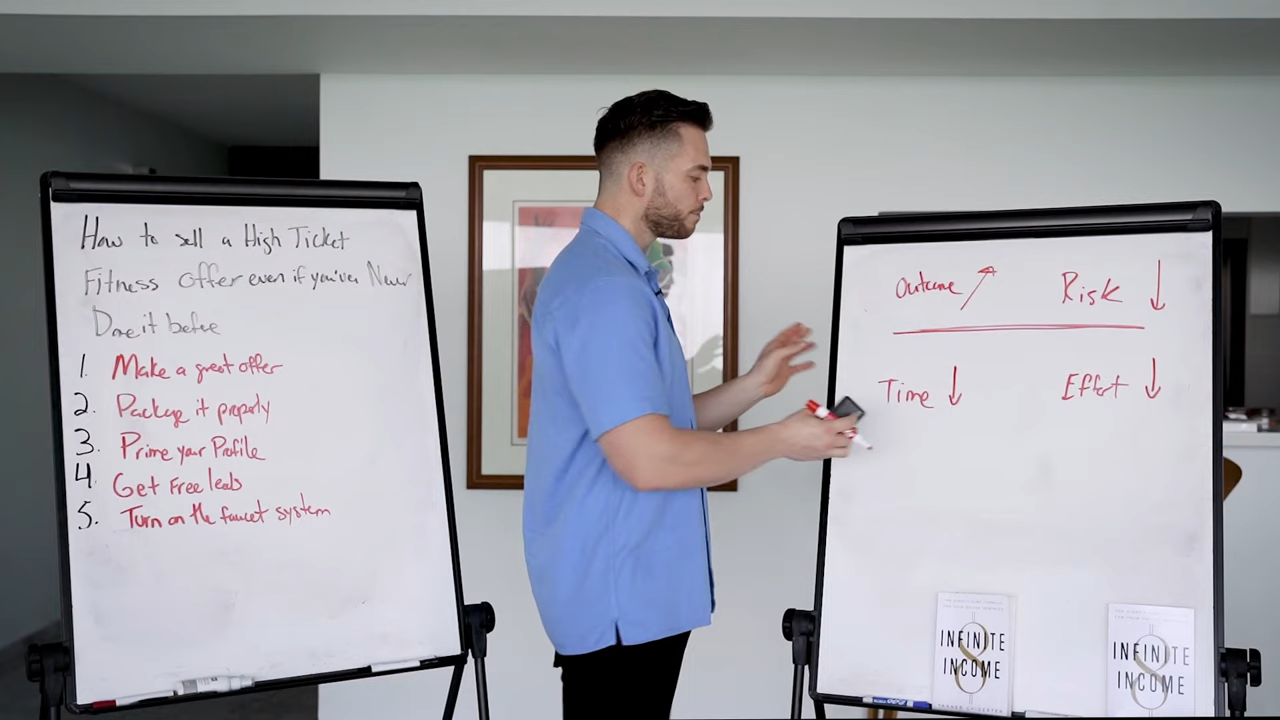 How to sell a High Ticket
Fitness offer even if you've Never
Done it before
1. Make a great offer
2. Package it properly
3. Prime your Profile
4. Get Free leads
5. Turn on the faucet system
Outcome Risk
Time Effort
INFINITE
INCOME
TANNER CHIDESTER
INFINITE
INCOME